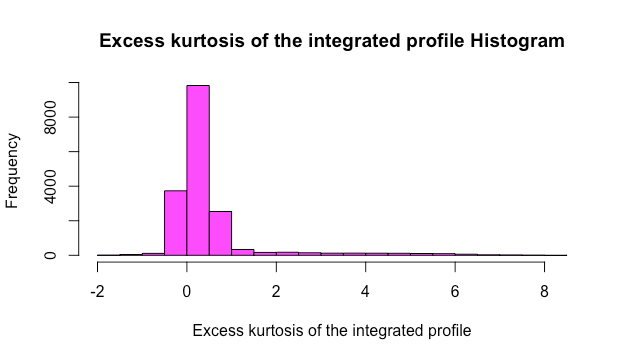 Excess kurtosis of the integrated profile Histogram
Frequency
8000
4000
0
-2 0 2 4 6 8
Excess kurtosis of the integrated profile